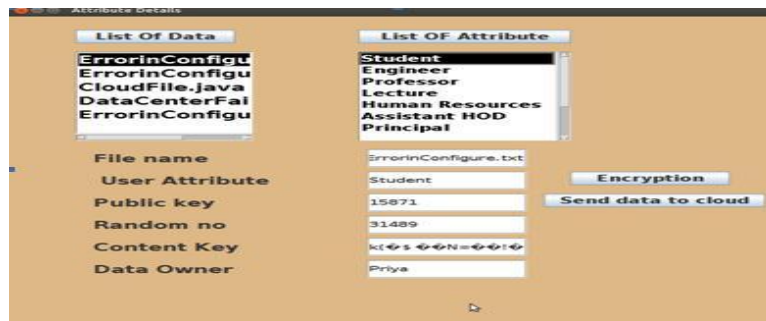 Attribute Details
List Of Data
List OF Attribute
ErrorinConfigu
ErrorinConfigu
CloudFile.java
DataCenterFai
ErrorinConfigu
Student
Engineer
Professor
Lecture
Human Resources
Assistant HOD
Principal
File name
ErrorinConfigure.txt
User Attribute
Student
Encryption
Public key
15871
Send data to cloud
Random no
31489
Content Key
k(�$ ��N=��!�
Data Owner
Priya